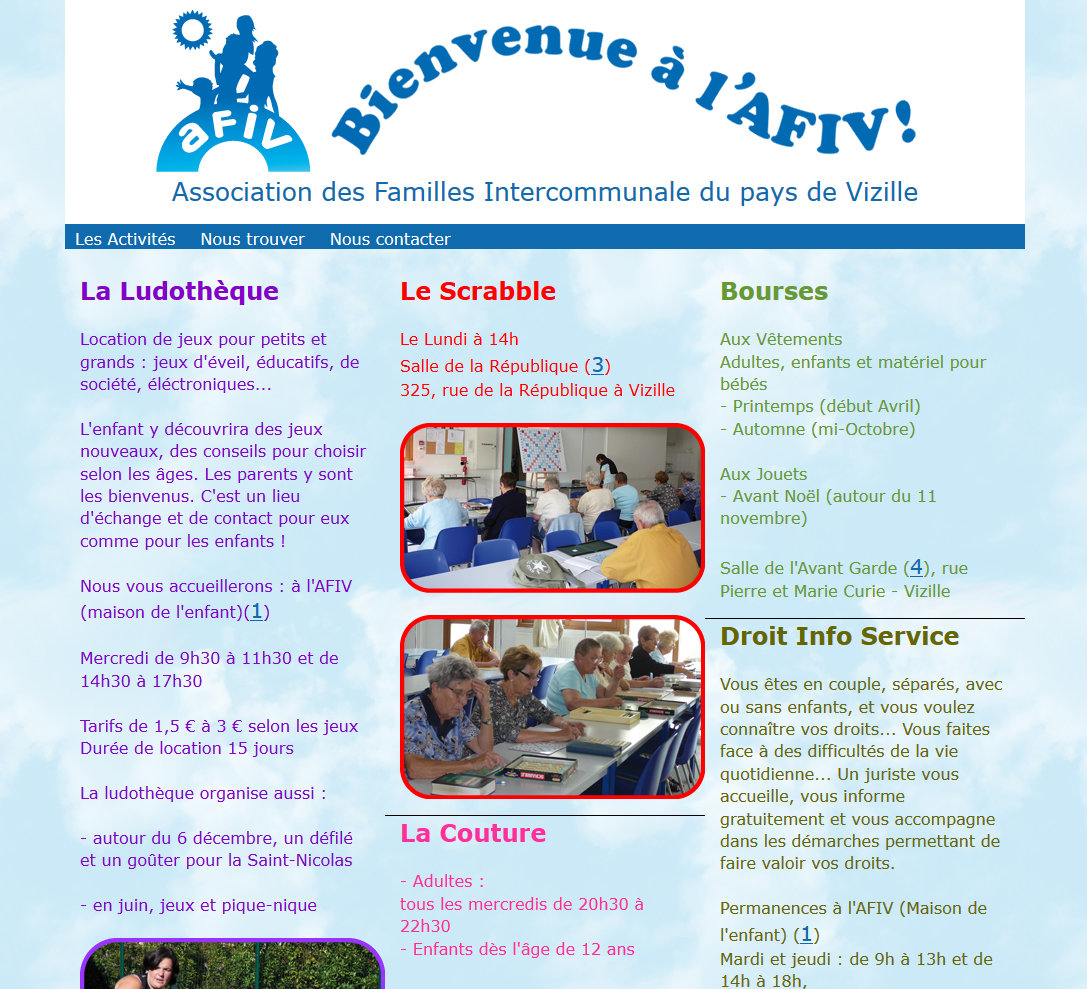 afiv
Bienvenue à l'AFIV!
Association des Familles Intercommunale du pays de Vizille
Les Activités Nous trouver Nous contacter
La Ludothèque
Location de jeux pour petits et
grands : jeux d'éveil, éducatifs, de
société, éléctroniques...
L'enfant y découvrira des jeux
nouveaux, des conseils pour choisir
selon les âges. Les parents y sont
les bienvenus. C'est un lieu
d'échange et de contact pour eux
comme pour les enfants !
Nous vous accueillerons : à l'AFIV
(maison de l'enfant)(1)
Mercredi de 9h30 à 11h30 et de
14h30 à 17h30
Tarifs de 1,5 € à 3 € selon les jeux
Durée de location 15 jours
La ludothèque organise aussi :
- autour du 6 décembre, un défilé
et un goûter pour la Saint-Nicolas
- en juin, jeux et pique-nique
Le Scrabble
Le Lundi à 14h
Salle de la République (3)
325, rue de la République à Vizille
La Couture
- Adultes :
tous les mercredis de 20h30 à
22h30
- Enfants dès l'âge de 12 ans
Bourses
Aux Vêtements
Adultes, enfants et matériel pour
bébés
- Printemps (début Avril)
- Automne (mi-Octobre)
Aux Jouets
- Avant Noël (autour du 11
novembre)
Salle de l'Avant Garde (4), rue
Pierre et Marie Curie - Vizille
Droit Info Service
Vous êtes en couple, séparés, avec
ou sans enfants, et vous voulez
connaître vos droits... Vous faites
face à des difficultés de la vie
quotidienne... Un juriste vous
accueille, vous informe
gratuitement et vous accompagne
dans les démarches permettant de
faire valoir vos droits.
Permanences à l'AFIV (Maison de
l'enfant) (1)
Mardi et jeudi : de 9h à 13h et de
14h à 18h,